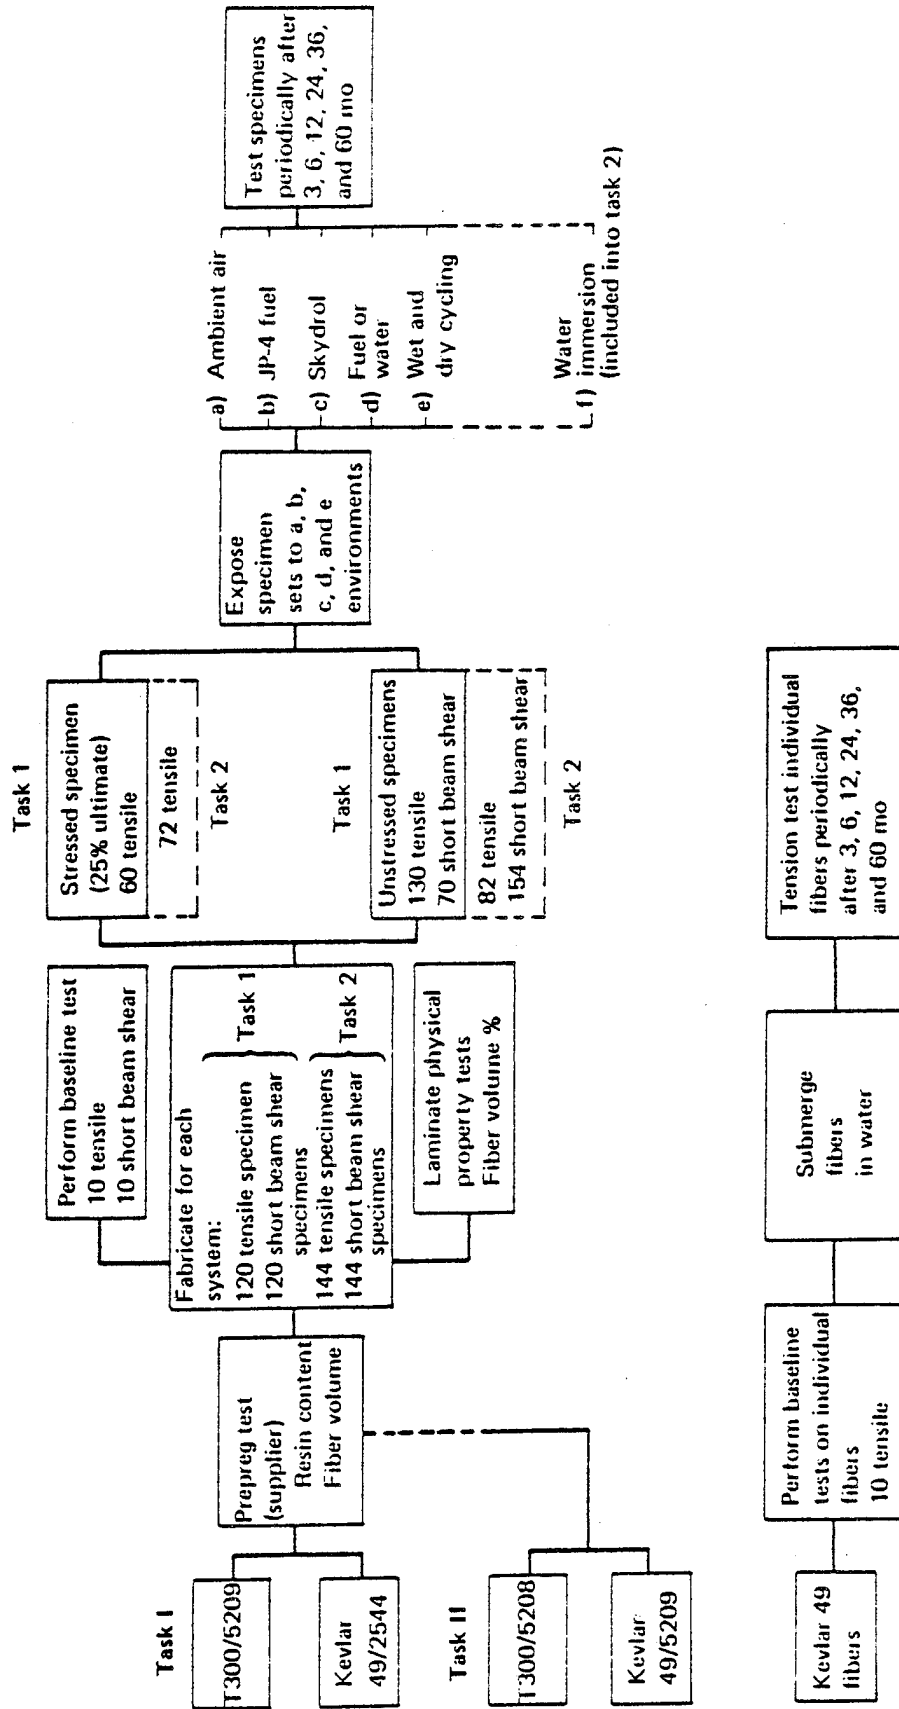 Task I
T300/5209
Kevlar
49/2544
Task II
T300/5208
Kevlar
49/5209
Prepreg test
(supplier)
Resin content
Fiber volume
Perform baseline test
10 tensile
10 short beam shear
Fabricate for each
system:
120 tensile specimen
120 short beam shear
specimens
Task 1
144 tensile specimens
144 short beam shear
specimens
Task 2
Laminate physical
property tests
Fiber volume %
Task 1
Stressed specimen
(25% ultimate)
60 tensile
72 tensile
Task 2
Task 1
Unstressed specimens
130 tensile
70 short beam shear
82 tensile
154 short beam shear
Task 2
Expose
specimen
sets to a, b,
c, d, and e
environments
a) Ambient air
b) JP-4 fuel
c) Skydrol
d) Fuel or
water
e) Wet and
dry cycling
f) Water
immersion
(included into task 2)
Test specimens
periodically after
3, 6, 12, 24, 36,
and 60 mo
Kevlar 49
fibers
Perform baseline
tests on individual
fibers
10 tensile
Submerge
fibers
in water
Tension test individual
fibers periodically
after 3, 6, 12, 24, 36,
and 60 mo